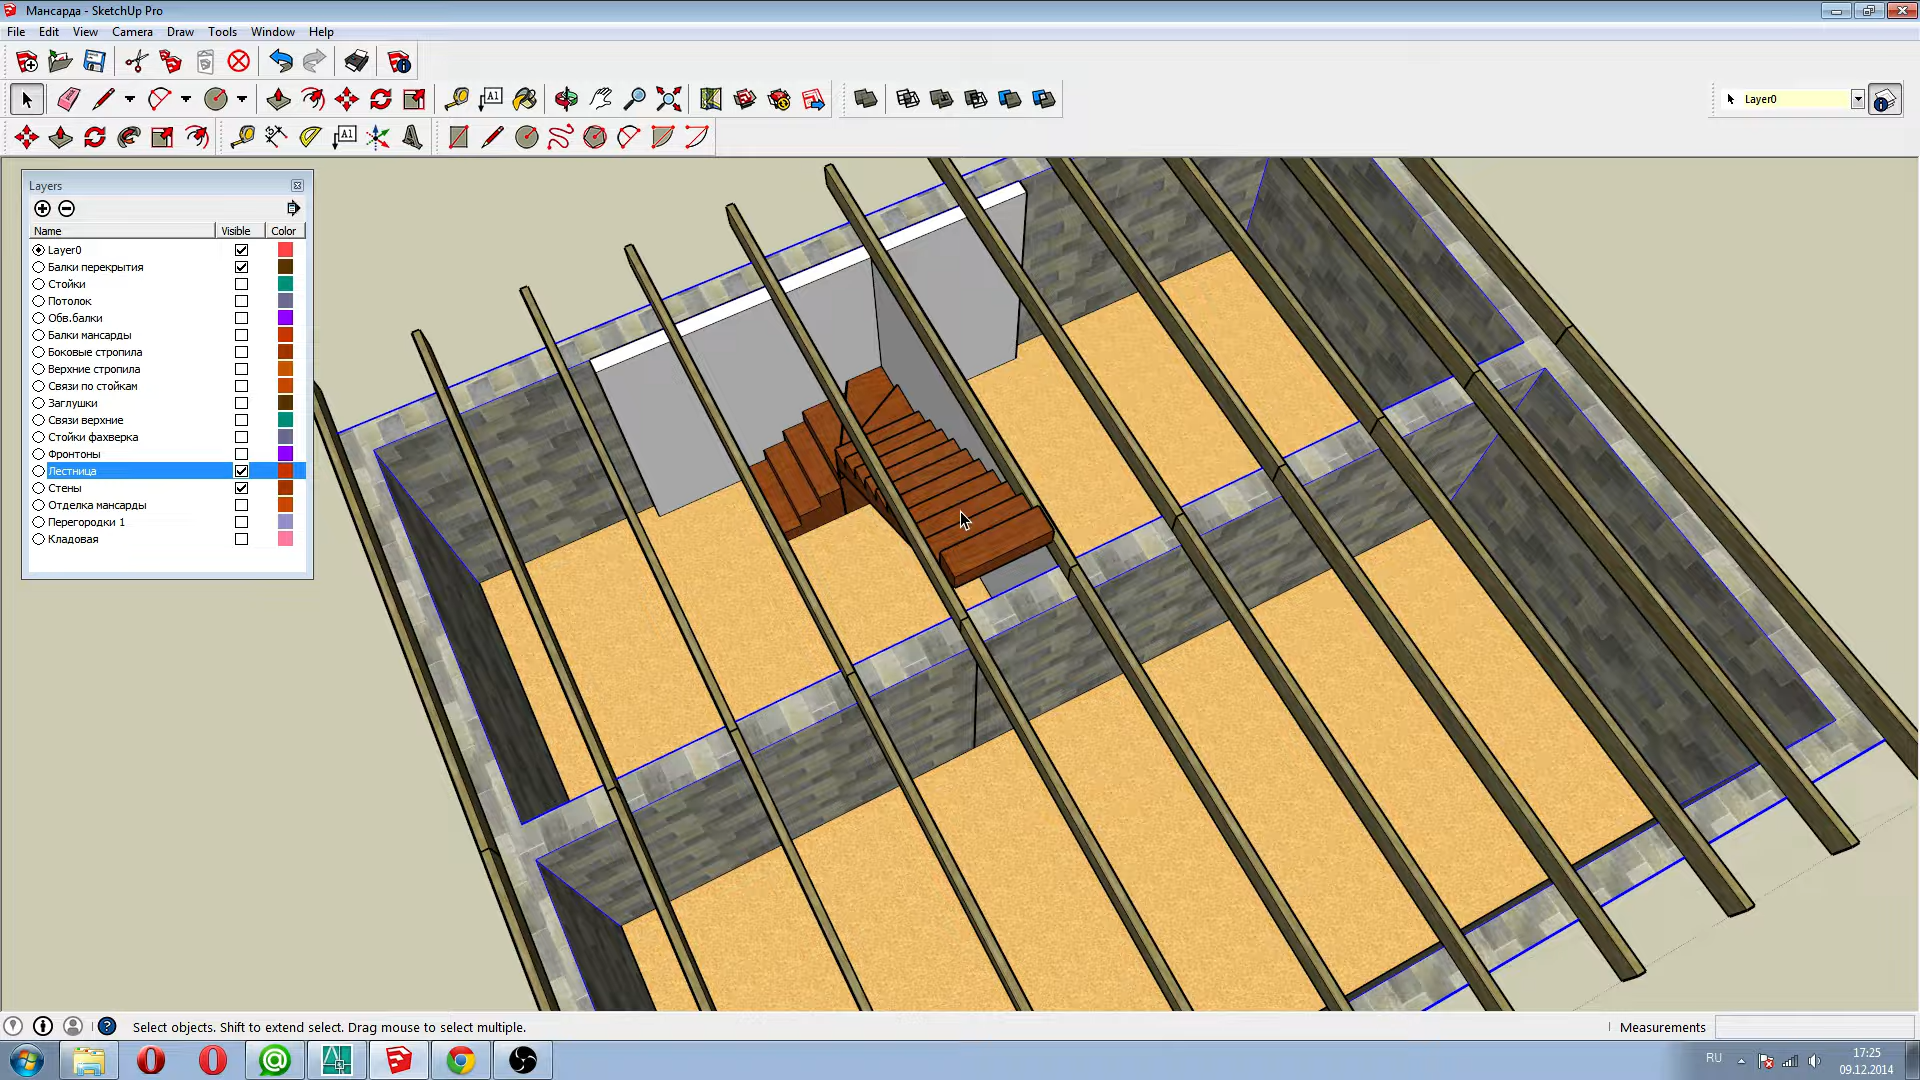 Мансарда - SketchUp Pro
File Edit View Camera Draw Tools Window Help
A1
Layer0
A1
Layers
Name Visible Color
Layer0
Балки перекрытия
Стойки
Потолок
Обв.балки
Балки мансарды
Боковые стропила
Верхние стропила
Связи по стойкам
Заглушки
Связи верхние
Стойки фахверка
Фронтоны
Лестница
Стены
Отделка мансарды
Перегородки 1
Кладовая
Select objects. Shift to extend select. Drag mouse to select multiple.
Measurements
RU
17:25
09.12.2014